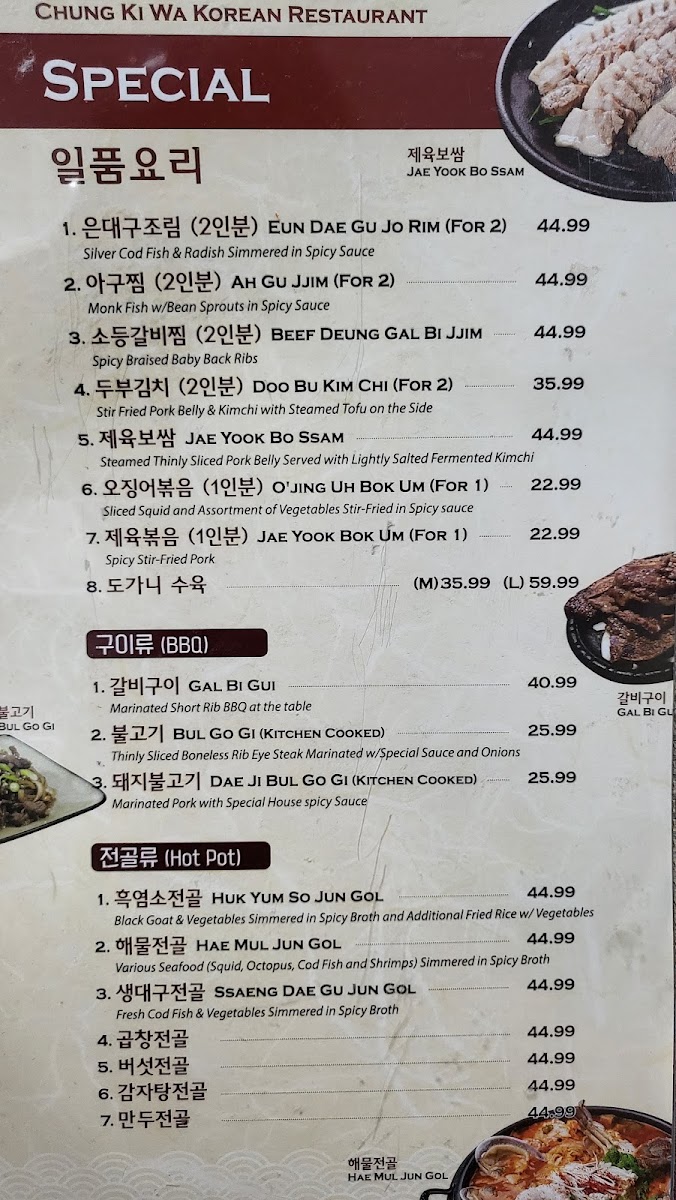 Chung Ki Wa Korean Restaurant
Special
일품요리
제육보쌈
Jae Yook Bo Ssam
1. 은대구조림 (2인분) Eun Dae Gu Jo Rim (For 2) 44.99
Silver Cod Fish & Radish Simmered in Spicy Sauce
2. 아구찜 (2인분) Ah Gu Jjim (For 2) 44.99
Monk Fish w/Bean Sprouts in Spicy Sauce
3. 소등갈비찜 (2인분) Beef Deung Gal Bi Jjim 44.99
Spicy Braised Baby Back Ribs
4. 두부김치 (2인분) Doo Bu Kim Chi (For 2) 35.99
Stir Fried Pork Belly & Kimchi with Steamed Tofu on the Side
5. 제육보쌈 Jae Yook Bo Ssam 44.99
Steamed Thinly Sliced Pork Belly Served with Lightly Salted Fermented Kimchi
6. 오징어볶음 (1인분) O'jing Uh Bok Um (For 1) 22.99
Sliced Squid and Assortment of Vegetables Stir-Fried in Spicy sauce
7. 제육볶음 (1인분) Jae Yook Bok Um (For 1) 22.99
Spicy Stir-Fried Pork
8. 도가니 수육 (M) 35.99 (L) 59.99
구이류 (BBQ)
1. 갈비구이 Gal Bi Gui 40.99
Marinated Short Rib BBQ at the table
갈비구이
Gal Bi Gu
불고기
Bul Go Gi
2. 불고기 Bul Go Gi (Kitchen Cooked) 25.99
Thinly Sliced Boneless Rib Eye Steak Marinated w/Special Sauce and Onions
3. 돼지불고기 Dae Ji Bul Go Gi (Kitchen Cooked) 25.99
Marinated Pork with Special House spicy Sauce
전골류 (Hot Pot)
1. 흑염소전골 Huk Yum So Jun Gol 44.99
Black Goat & Vegetables Simmered in Spicy Broth and Additional Fried Rice w/ Vegetables
2. 해물전골 Hae Mul Jun Gol 44.99
Various Seafood (Squid, Octopus, Cod Fish and Shrimps) Simmered in Spicy Broth
3. 생대구전골 Ssaeng Dae Gu Jun Gol 44.99
Fresh Cod Fish & Vegetables Simmered in Spicy Broth
4. 곱창전골 44.99
5. 버섯전골 44.99
6. 감자탕전골 44.99
7. 만두전골 44.99
해물전골
Hae Mul Jun Gol